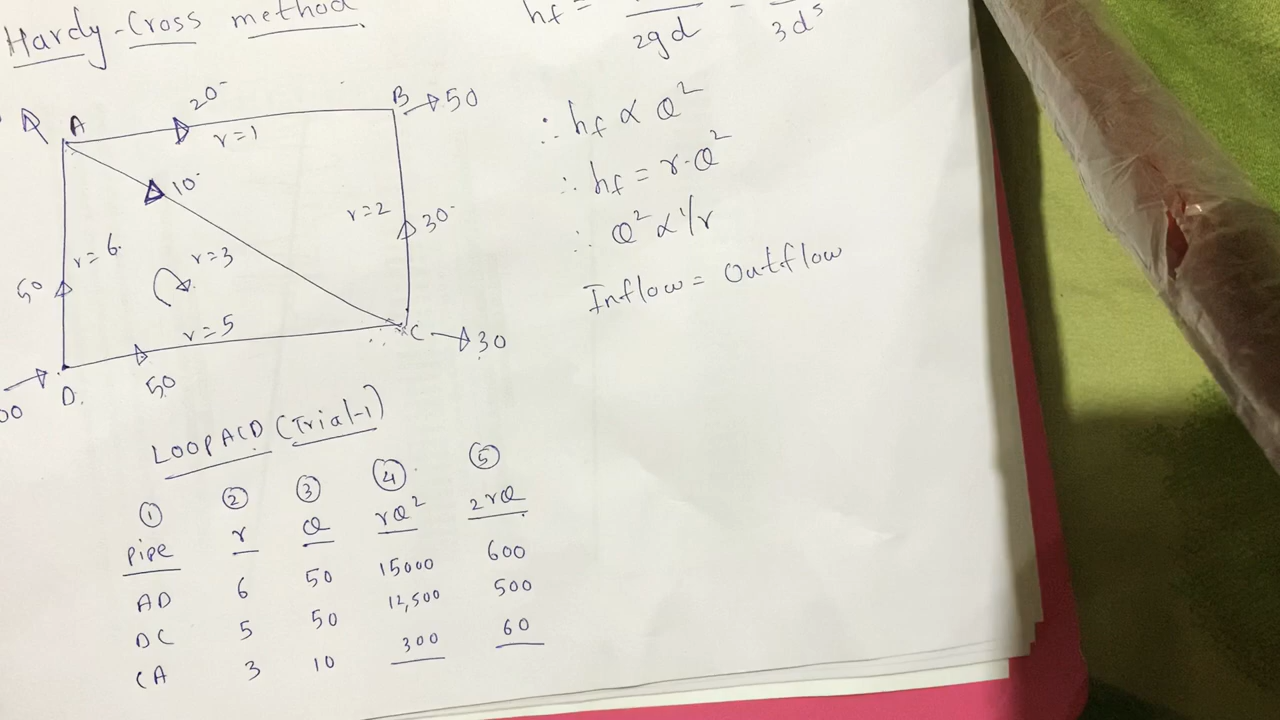 Hardy-Cross method.
hf =
2gd - 3d⁵
A
20
B
50
r=1
∴ hf ∝ Q²
10
∴ hf = r·Q²
r=2
30
∴ Q² ∝ 1/r
r=6.
r=3
Inflow = Outflow
50
r=5
C
30
D.
50
LOOP ACD (Trial-1)
① ② ③ ④ ⑤
Pipe r Q rQ² 2rQ
AD 6 50 15000 600
DC 5 50 12,500 500
CA 3 10 300 60